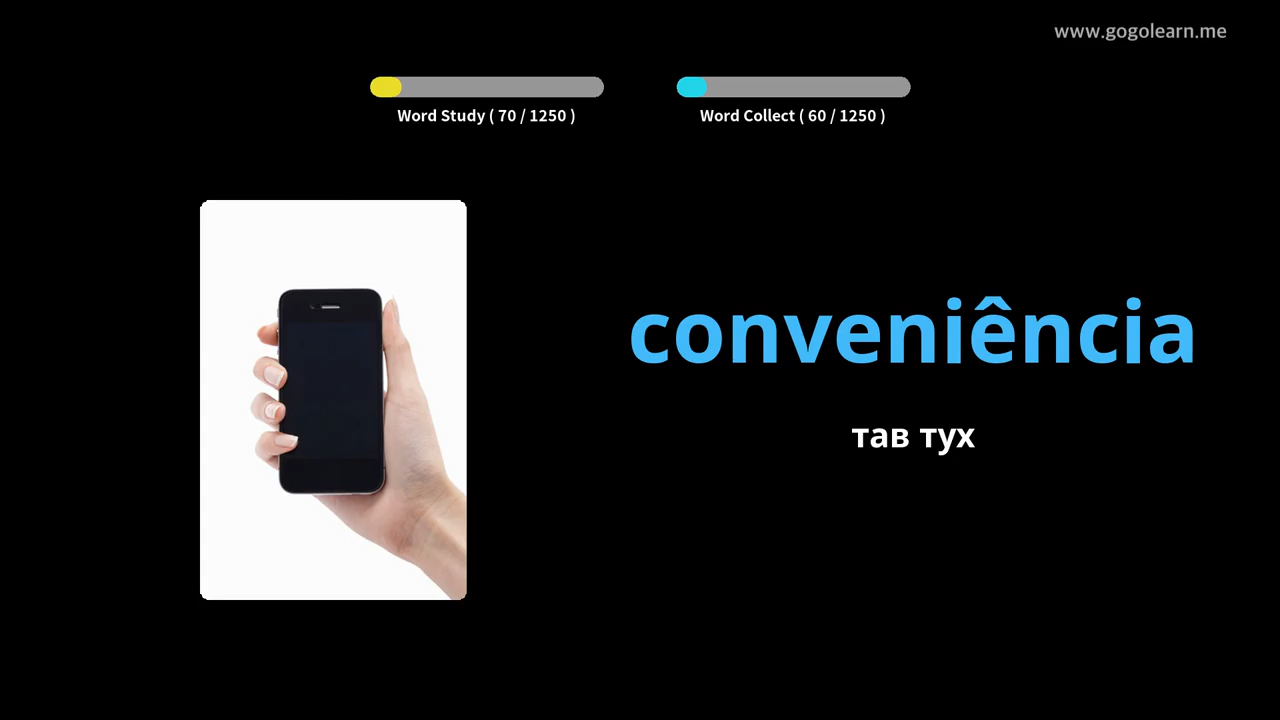 www.gogolearn.me
Word Study ( 70 / 1250 )
Word Collect ( 60 / 1250 )
conveniência
тав тух